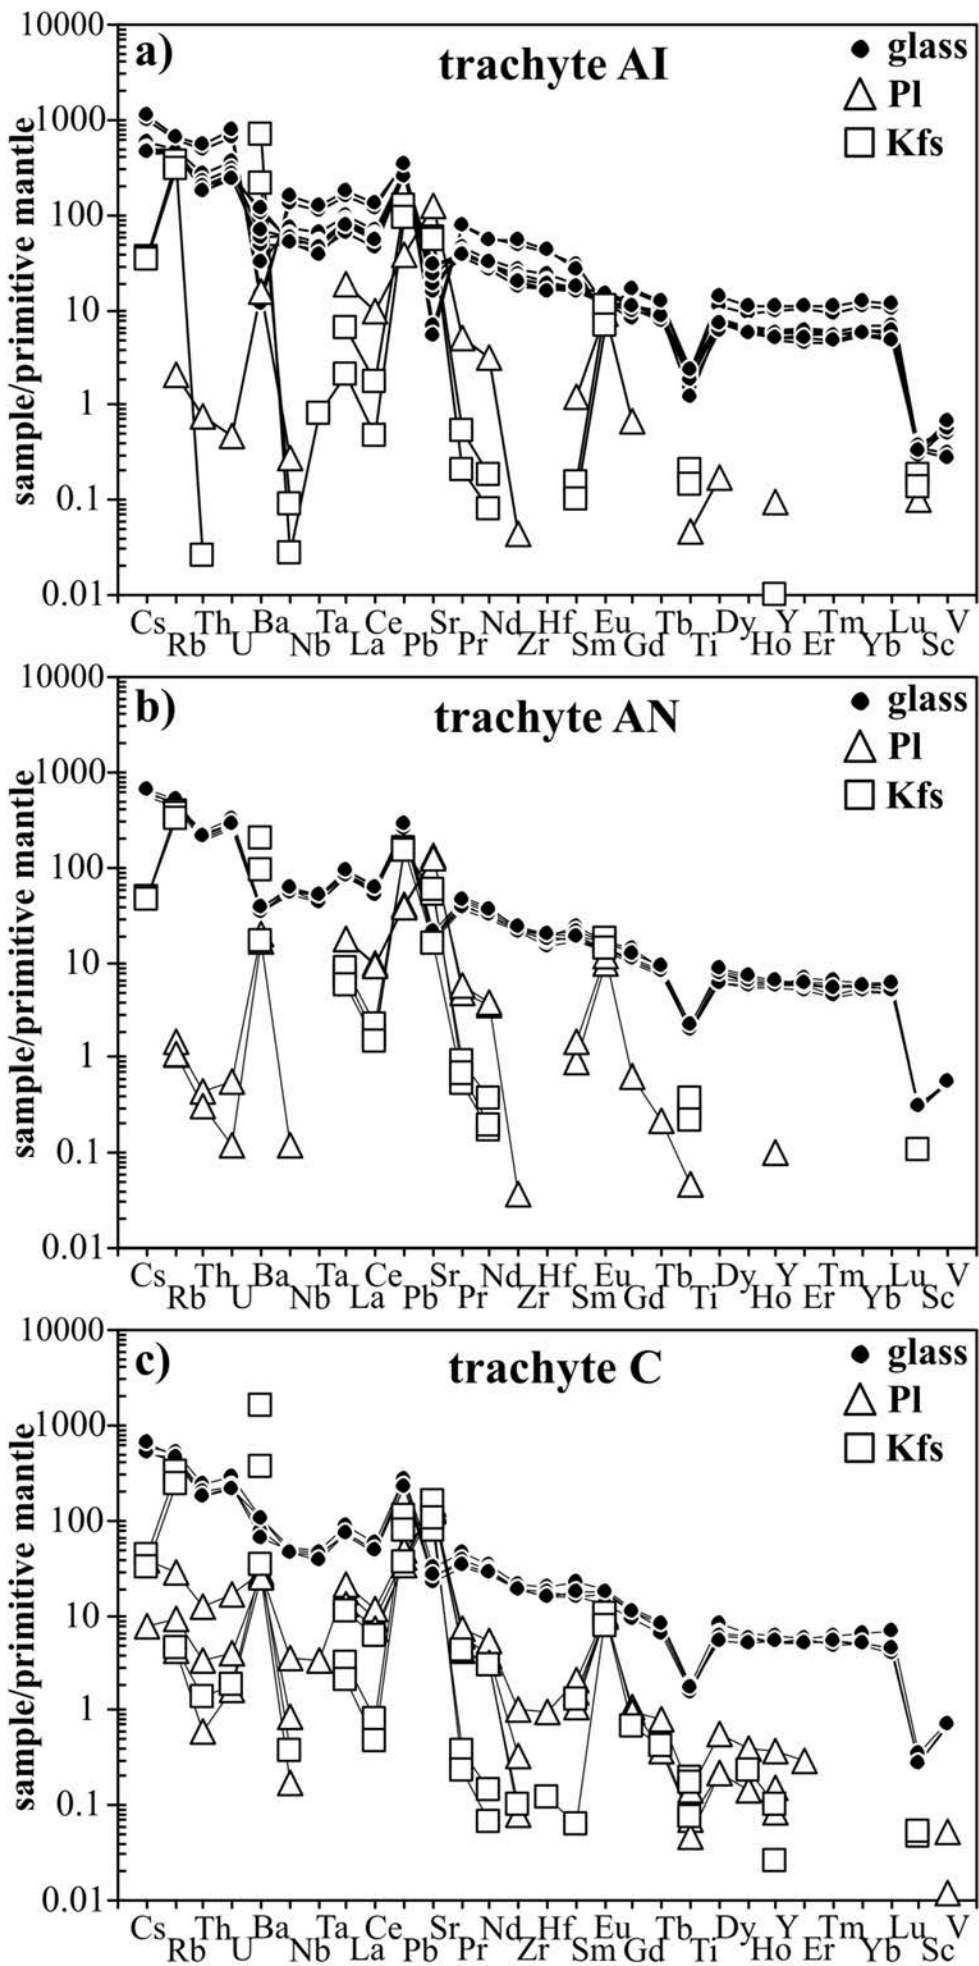 a)
trachyte AI
glass
Pl
Kfs
sample/primitive mantle
10000
1000
100
10
1
0.1
0.01
Cs Th Ba Ta Ce Sr Nd Hf Eu Tb Dy Y Tm Lu V
Rb U Nb La Pb Pr Zr Sm Gd Ti Ho Er Yb Sc
b)
trachyte AN
glass
Pl
Kfs
sample/primitive mantle
10000
1000
100
10
1
0.1
0.01
Cs Th Ba Ta Ce Sr Nd Hf Eu Tb Dy Y Tm Lu V
Rb U Nb La Pb Pr Zr Sm Gd Ti Ho Er Yb Sc
c)
trachyte C
glass
Pl
Kfs
sample/primitive mantle
10000
1000
100
10
1
0.1
0.01
Cs Th Ba Ta Ce Sr Nd Hf Eu Tb Dy Y Tm Lu V
Rb U Nb La Pb Pr Zr Sm Gd Ti Ho Er Yb Sc